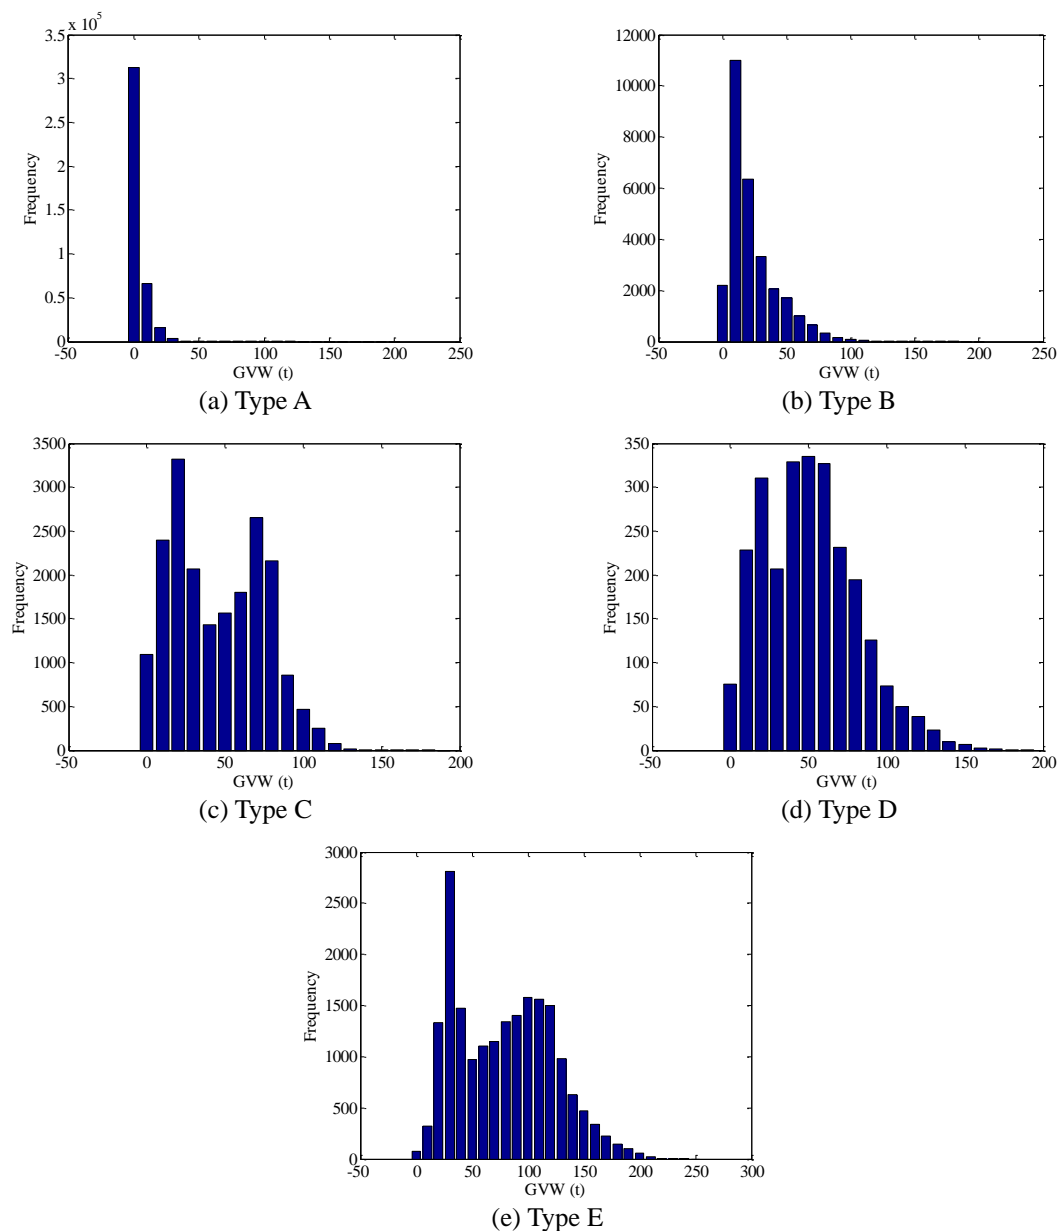 x 10^5
3.5
3
2.5
2
1.5
1
0.5
0
Frequency
-50 0 50 100 150 200 250
GVW (t)
(a) Type A
12000
10000
8000
6000
4000
2000
0
Frequency
-50 0 50 100 150 200 250
GVW (t)
(b) Type B
3500
3000
2500
2000
1500
1000
500
0
Frequency
-50 0 50 100 150 200
GVW (t)
(c) Type C
350
300
250
200
150
100
50
0
Frequency
-50 0 50 100 150 200
GVW (t)
(d) Type D
3000
2500
2000
1500
1000
500
0
Frequency
-50 0 50 100 150 200 300
GVW (t)
(e) Type E